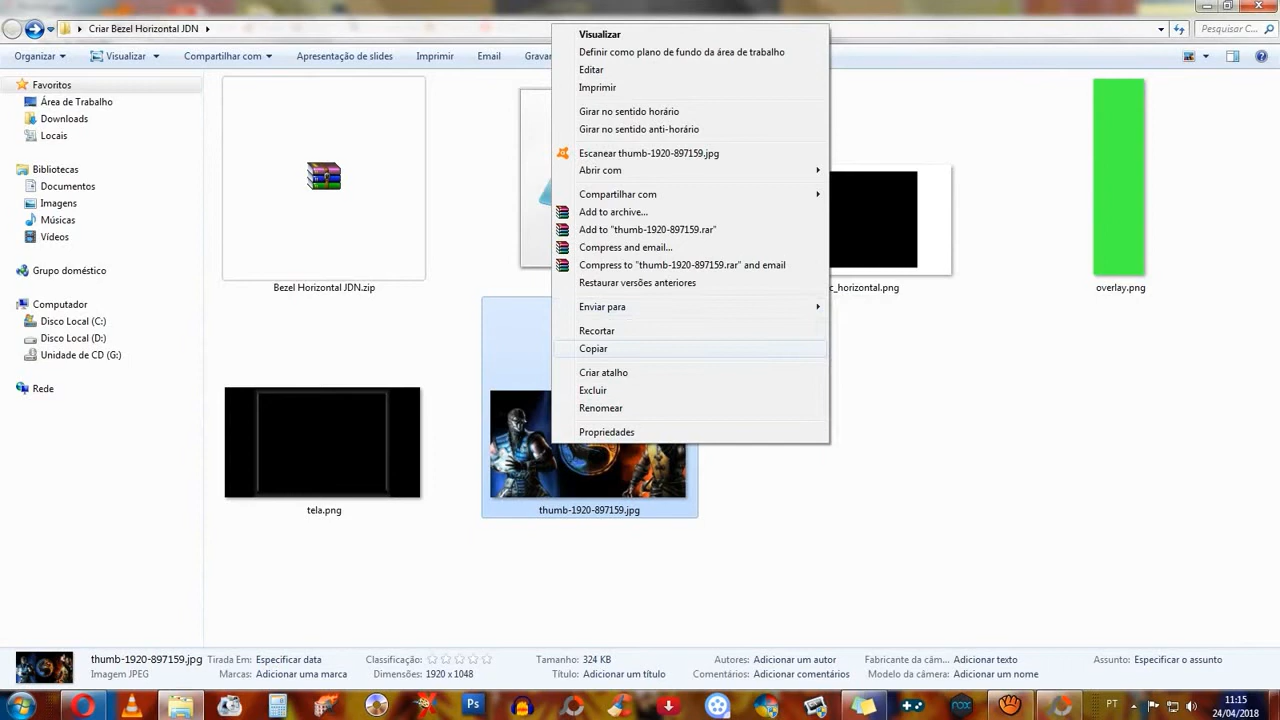 Criar Bezel Horizontal JDN
Pesquisar C...
Organizar
Visualizar
Compartilhar com
Apresentação de slides
Imprimir
Email
Gravar
Favoritos
Área de Trabalho
Downloads
Locais
Bibliotecas
Documentos
Imagens
Músicas
Vídeos
Grupo doméstico
Computador
Disco Local (C:)
Disco Local (D:)
Unidade de CD (G:)
Rede
Bezel Horizontal JDN.zip
c_horizontal.png
overlay.png
tela.png
thumb-1920-897159.jpg
Visualizar
Definir como plano de fundo da área de trabalho
Editar
Imprimir
Girar no sentido horário
Girar no sentido anti-horário
Escanear thumb-1920-897159.jpg
Abrir com
Compartilhar com
Add to archive...
Add to "thumb-1920-897159.rar"
Compress and email...
Compress to "thumb-1920-897159.rar" and email
Restaurar versões anteriores
Enviar para
Recortar
Copiar
Criar atalho
Excluir
Renomear
Propriedades
thumb-1920-897159.jpg Tirada Em: Especificar data Classificação: Tamanho: 324 KB Autores: Adicionar um autor Fabricante da câm... Adicionar texto Assunto: Especificar o assunto
Imagem JPEG Marcas: Adicionar uma marca Dimensões: 1920 x 1048 Título: Adicionar um título Comentários: Adicionar comentários Modelo da câmera: Adicionar um nome
Ps
nox
PT
11:15
24/04/2018